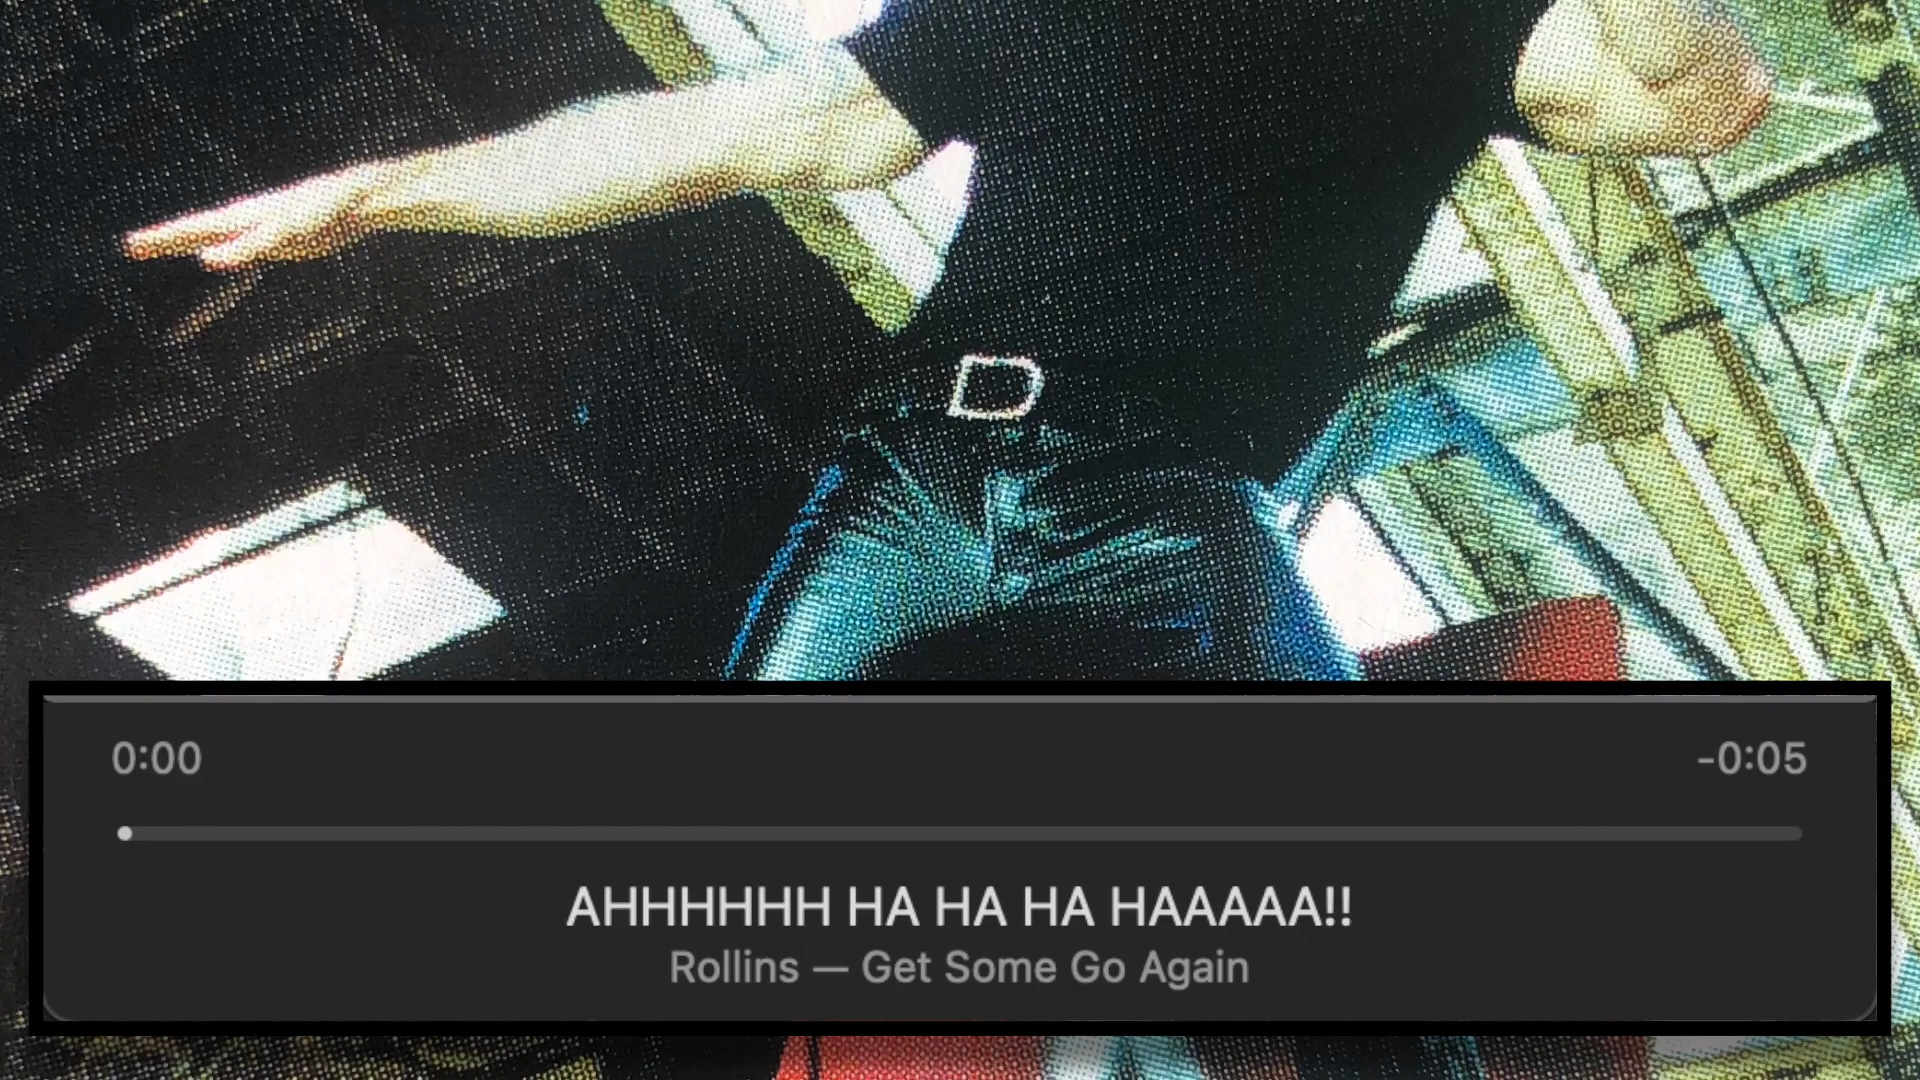 0:00 -0:05
AHHHHHH HA HA HA HAAAAA!!
Rollins — Get Some Go Again